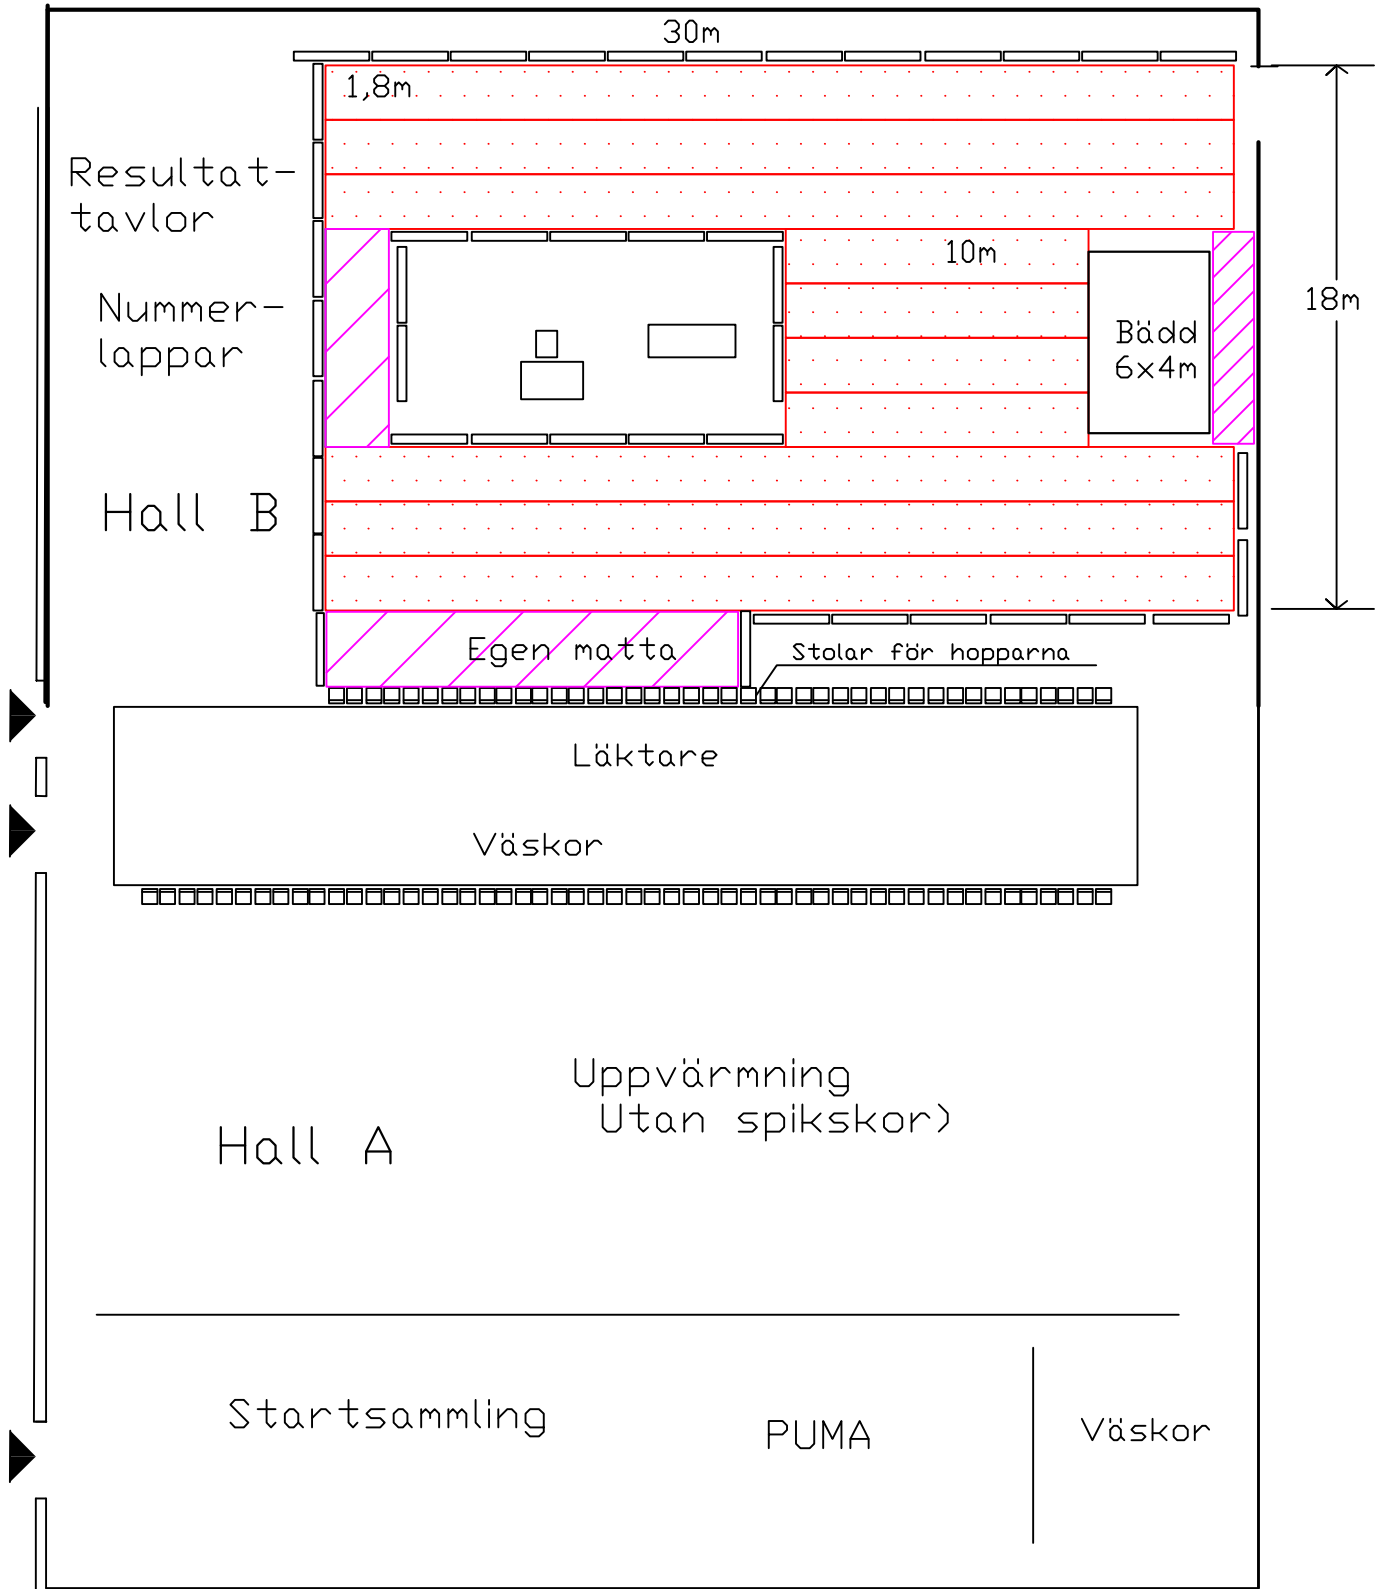 30m
1,8m
Resultat-
tavlor
10m
18m
Nummer-
lappar
Bädd
6x4m
Hall B
Egen matta
Stolar för hopparna
Läktare
Väskor
Uppvärmning
Utan spikskor)
Hall A
Startsammling
PUMA
Väskor